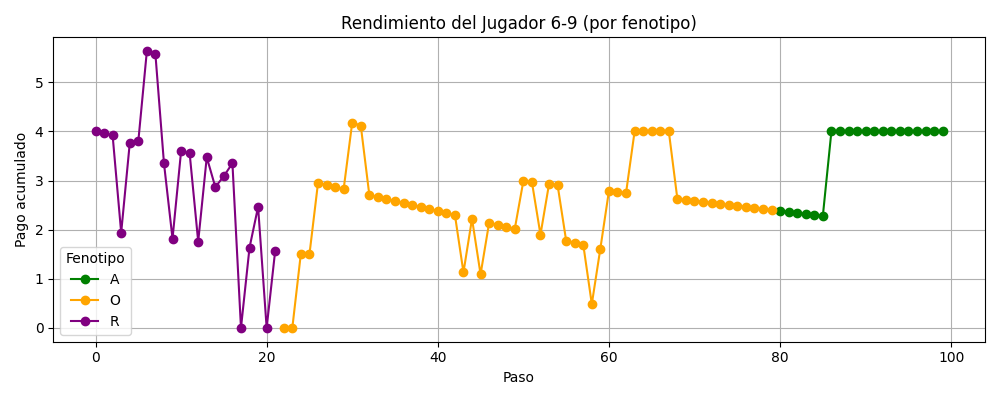 Rendimiento del Jugador 6-9 (por fenotipo)
Pago acumulado
5
4
3
2
1
0
Fenotipo
A
O
R
0 20 40 60 80 100
Paso